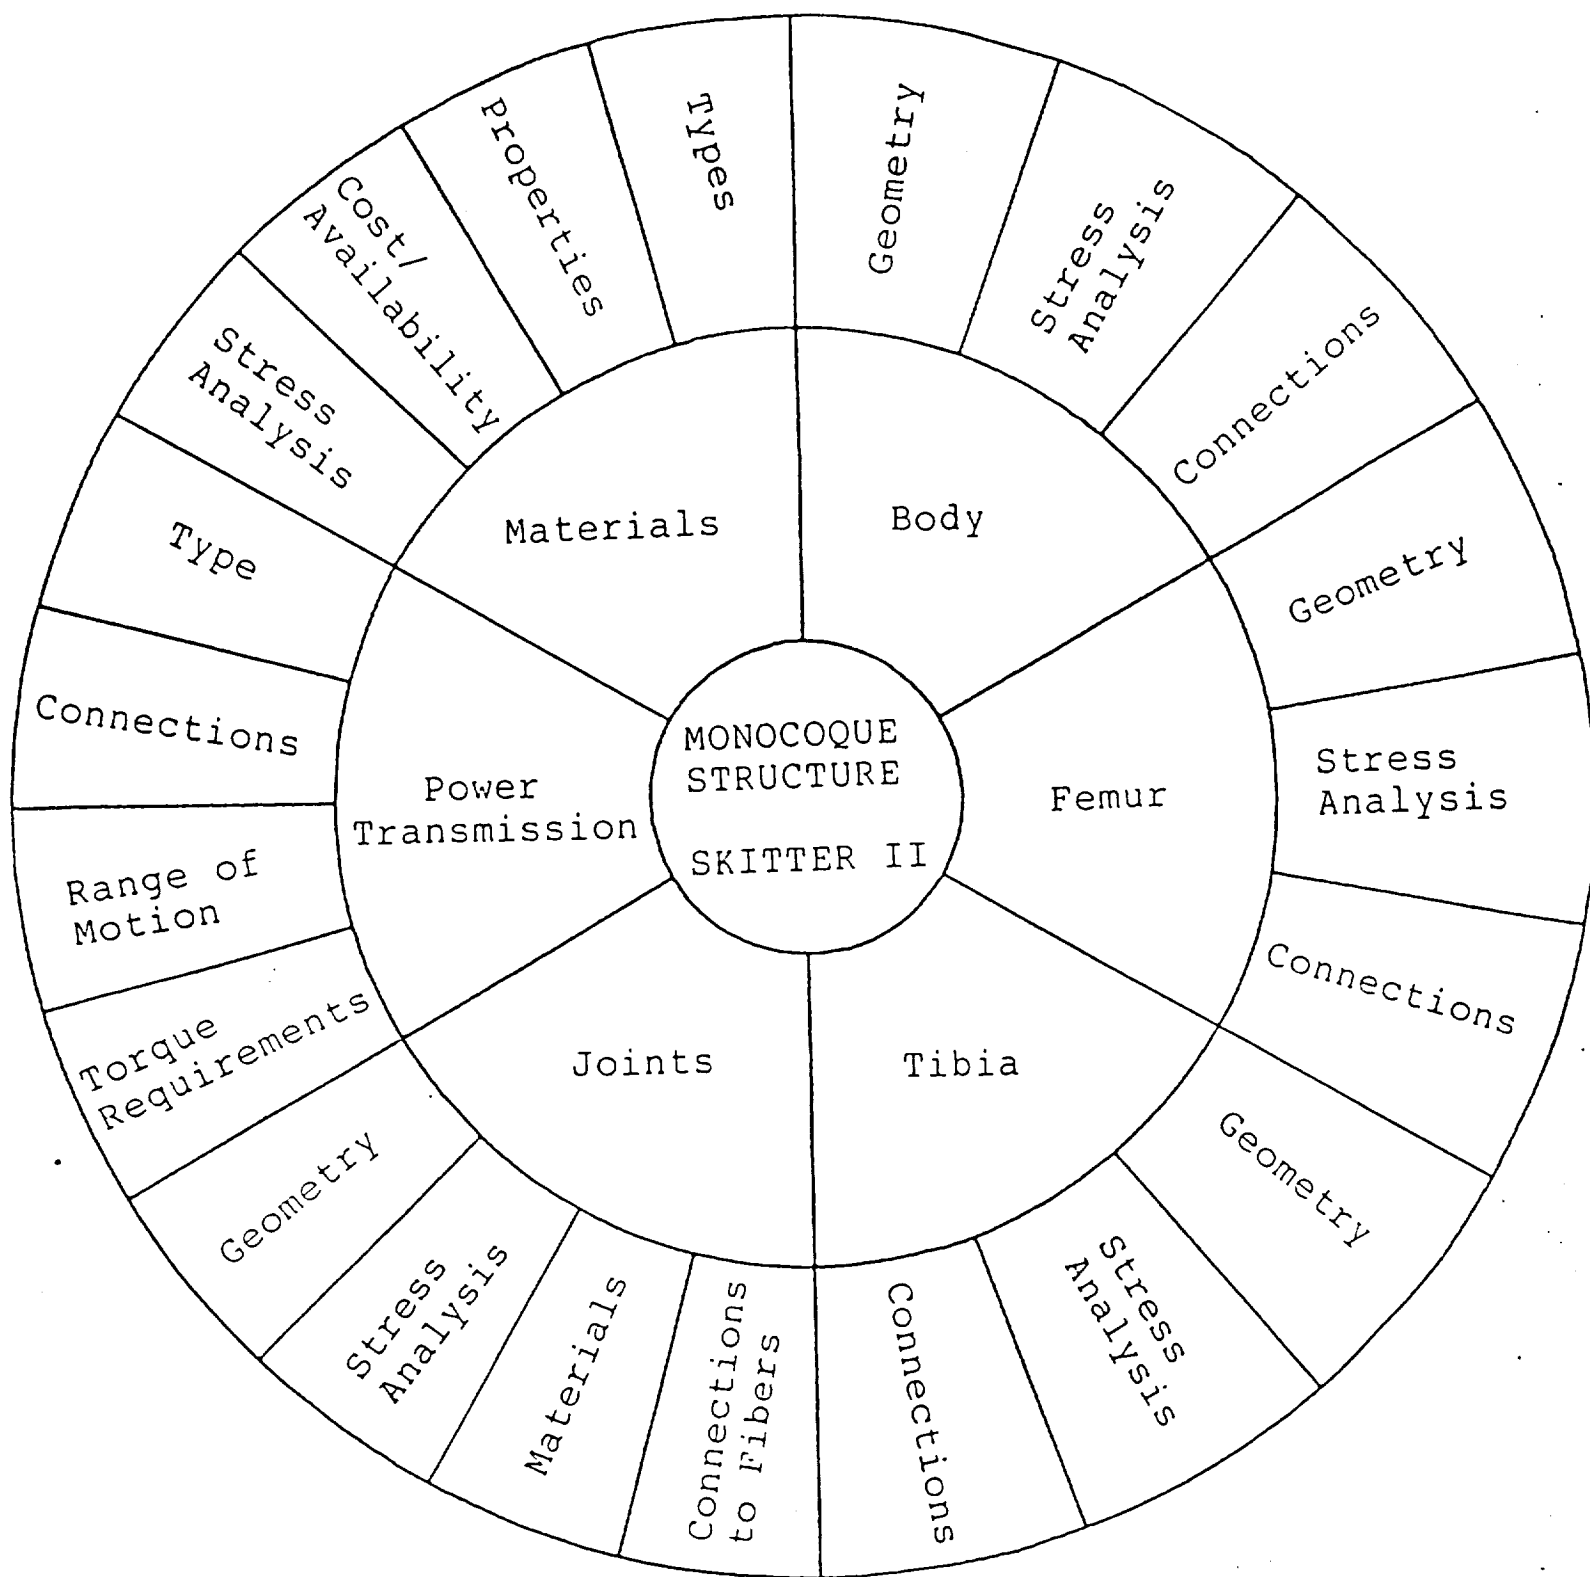 MONOCOQUE
STRUCTURE
SKITTER II
Body
Femur
Tibia
Joints
Power
Transmission
Materials
Geometry
Stress
Analysis
Connections
Geometry
Stress
Analysis
Connections
Geometry
Stress
Analysis
Connections
Connections
to Fibers
Materials
Stress
Analysis
Geometry
Torque
Requirements
Range of
Motion
Connections
Type
Stress
Analysis
Cost/
Availability
Properties
Types